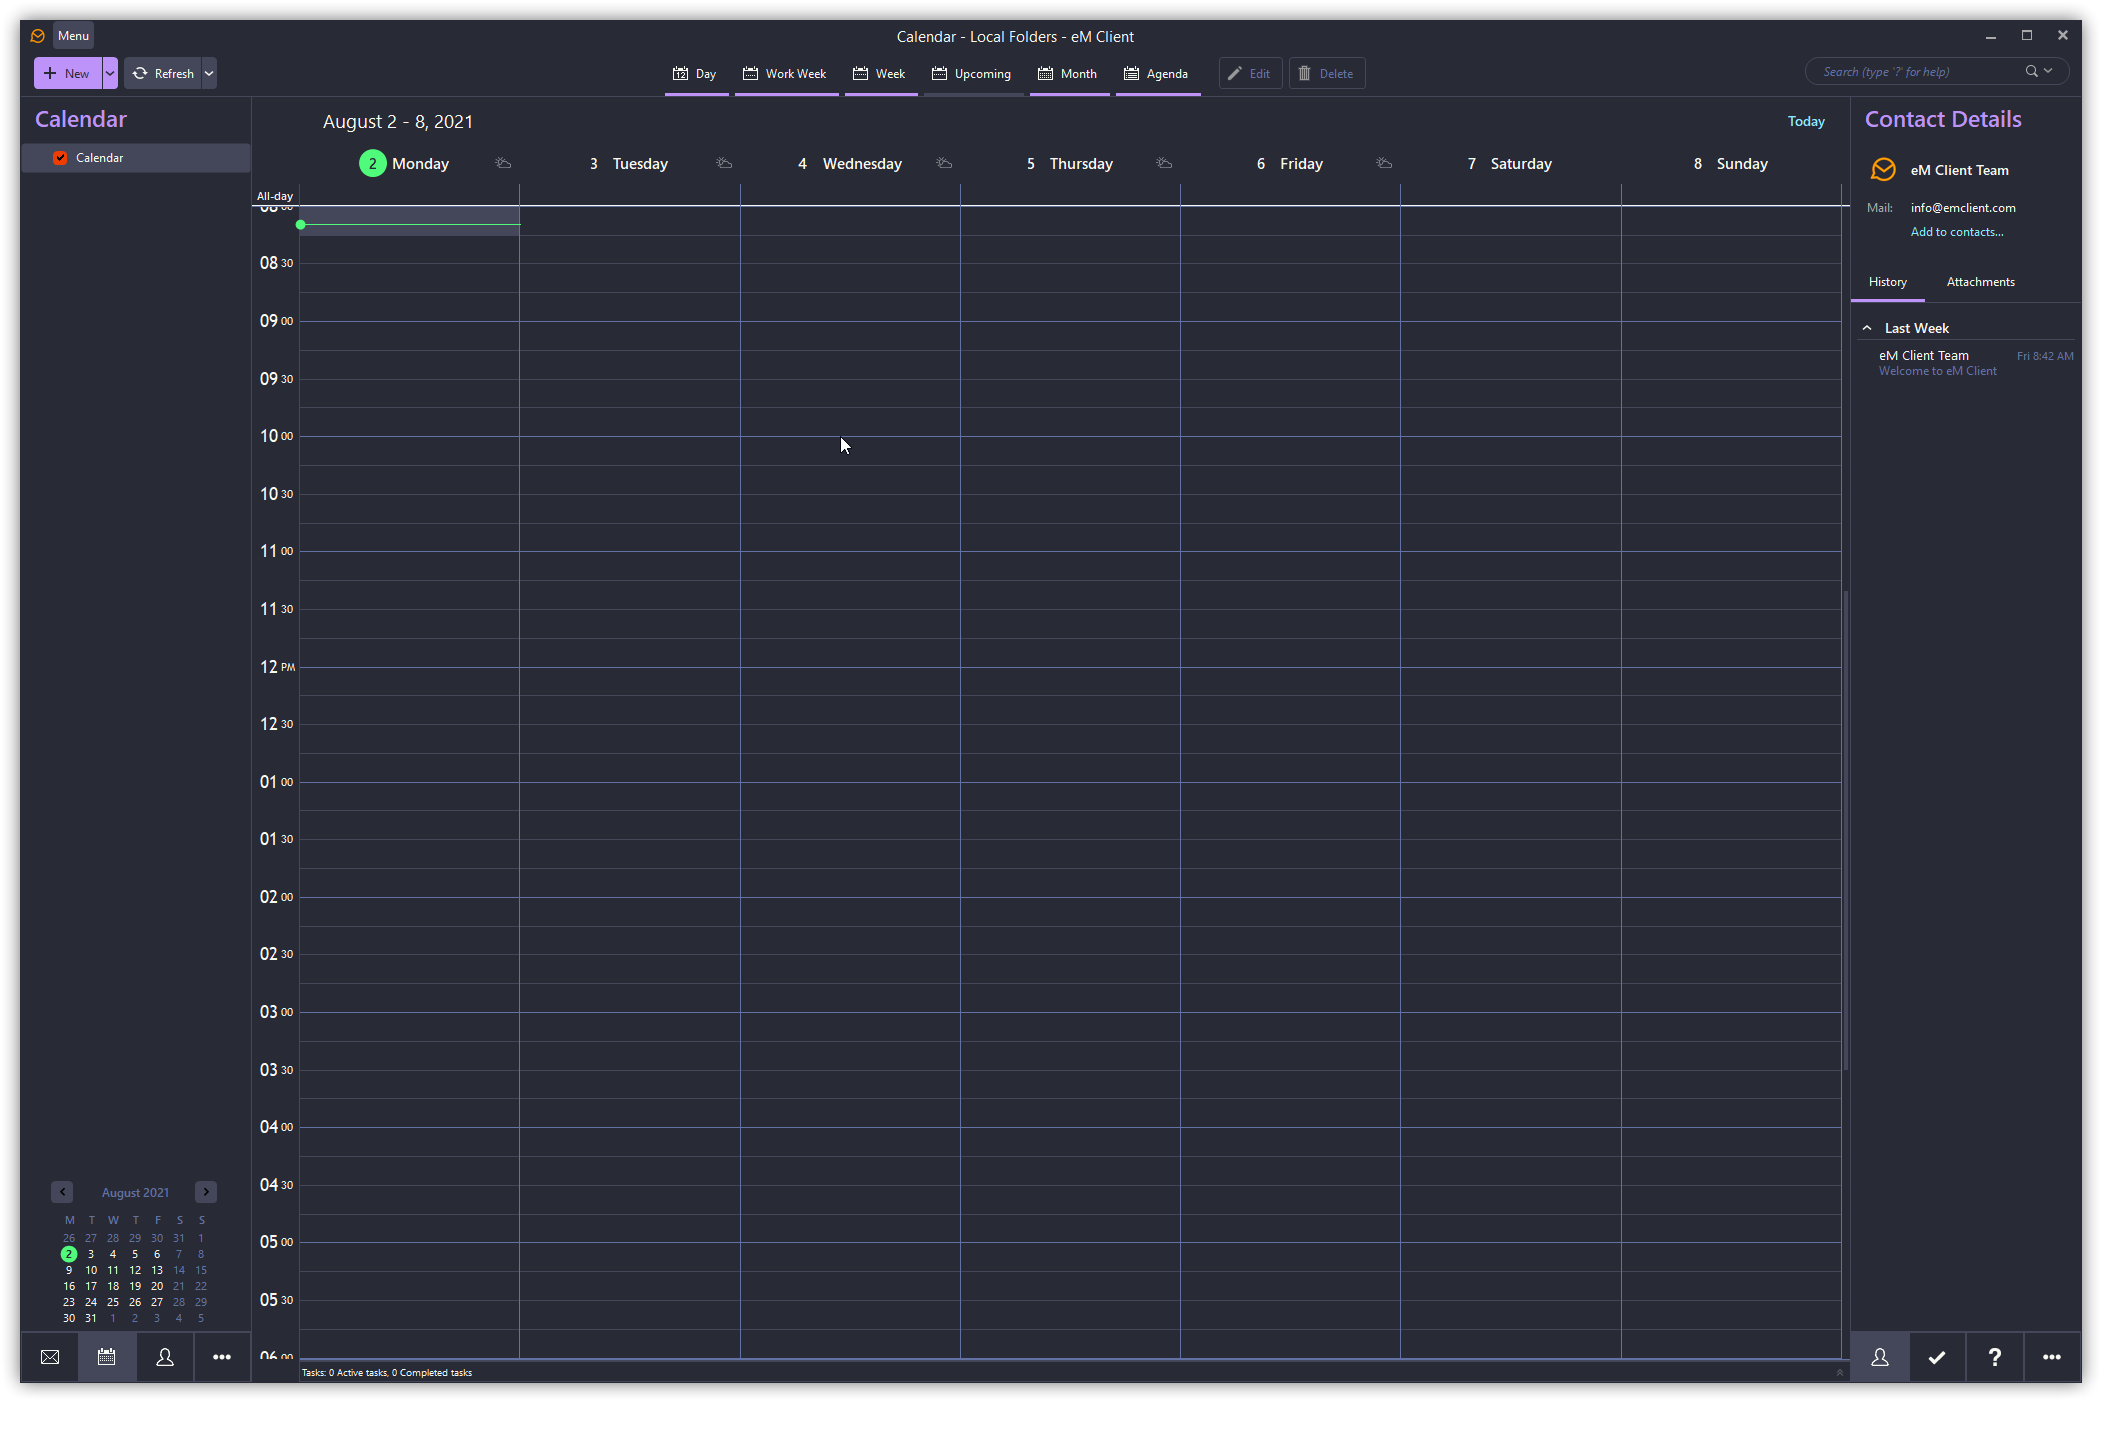 Menu
Calendar - Local Folders - eM Client
New
Refresh
12 Day
Work Week
Week
Upcoming
Month
Agenda
Edit
Delete
Search (type '?' for help)
Calendar
Calendar
August 2 - 8, 2021
Today
2 Monday
3 Tuesday
4 Wednesday
5 Thursday
6 Friday
7 Saturday
8 Sunday
All-day
08 30
09 00
09 30
10 00
10 30
11 00
11 30
12 PM
12 30
01 00
01 30
02 00
02 30
03 00
03 30
04 00
04 30
05 00
05 30
06 00
Tasks: 0 Active tasks, 0 Completed tasks
August 2021
M T W T F S S
26 27 28 29 30 31 1
2 3 4 5 6 7 8
9 10 11 12 13 14 15
16 17 18 19 20 21 22
23 24 25 26 27 28 29
30 31 1 2 3 4 5
Contact Details
eM Client Team
Mail: info@emclient.com
Add to contacts...
History
Attachments
Last Week
eM Client Team Fri 8:42 AM
Welcome to eM Client
?